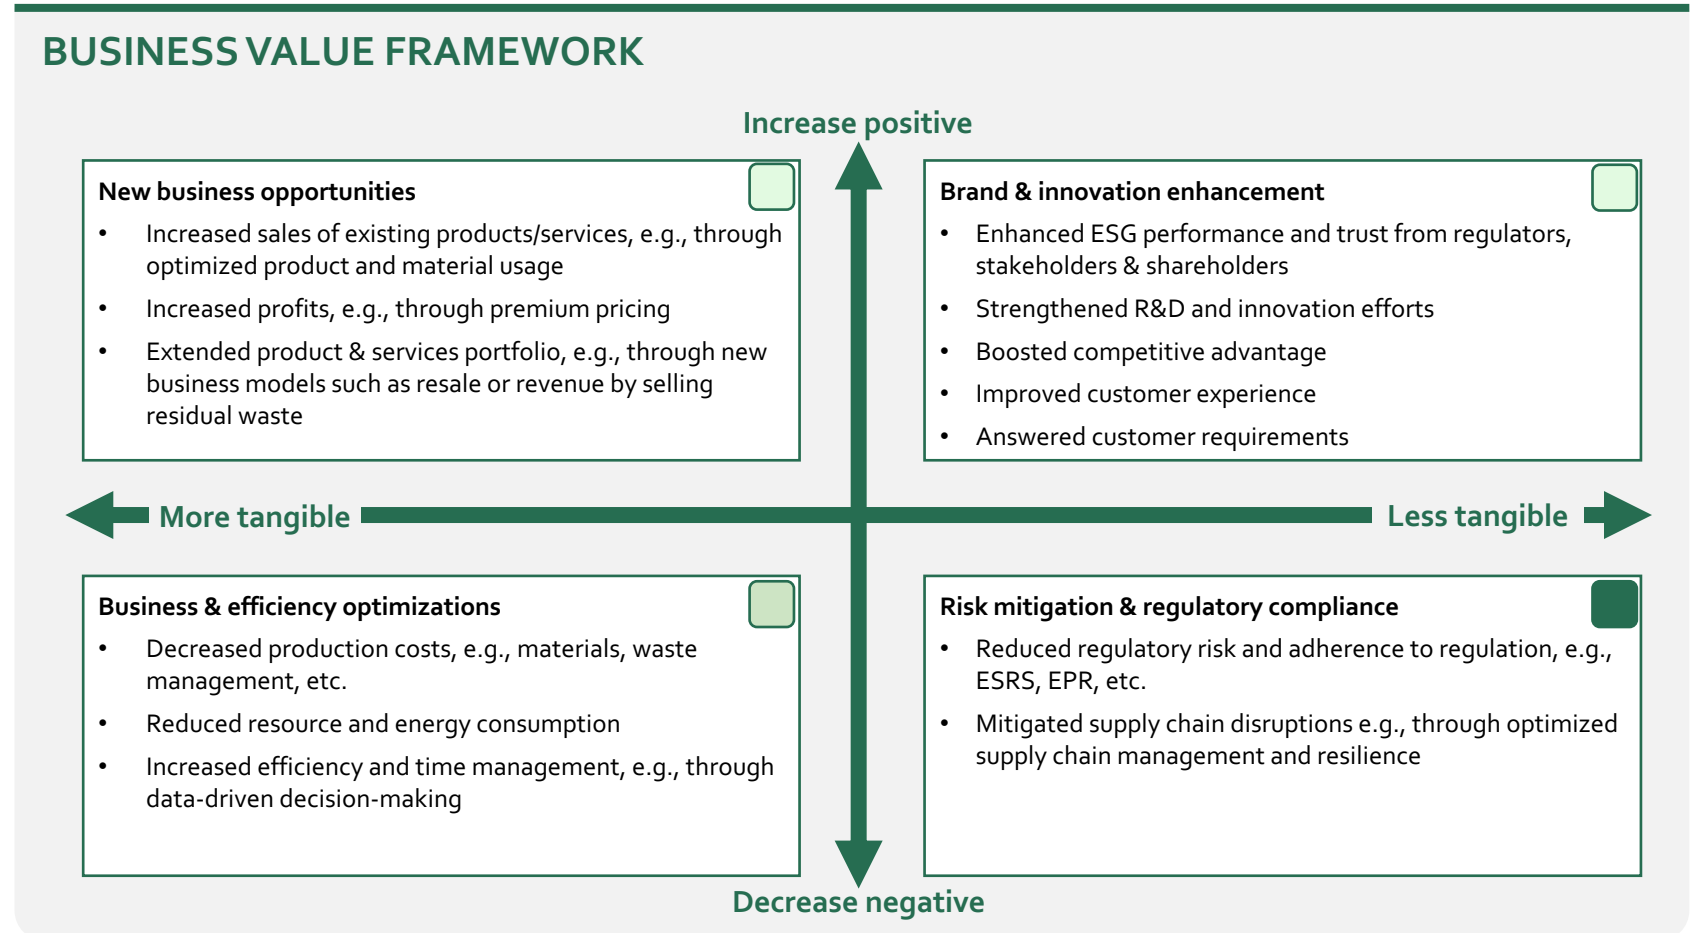 BUSINESS VALUE FRAMEWORK
Increase positive
New business opportunities
• Increased sales of existing products/services, e.g., through
optimized product and material usage
• Increased profits, e.g., through premium pricing
• Extended product & services portfolio, e.g., through new
business models such as resale or revenue by selling
residual waste
Brand & innovation enhancement
• Enhanced ESG performance and trust from regulators,
stakeholders & shareholders
• Strengthened R&D and innovation efforts
• Boosted competitive advantage
• Improved customer experience
• Answered customer requirements
More tangible
Less tangible
Business & efficiency optimizations
• Decreased production costs, e.g., materials, waste
management, etc.
• Reduced resource and energy consumption
• Increased efficiency and time management, e.g., through
data-driven decision-making
Risk mitigation & regulatory compliance
• Reduced regulatory risk and adherence to regulation, e.g.,
ESRS, EPR, etc.
• Mitigated supply chain disruptions e.g., through optimized
supply chain management and resilience
Decrease negative